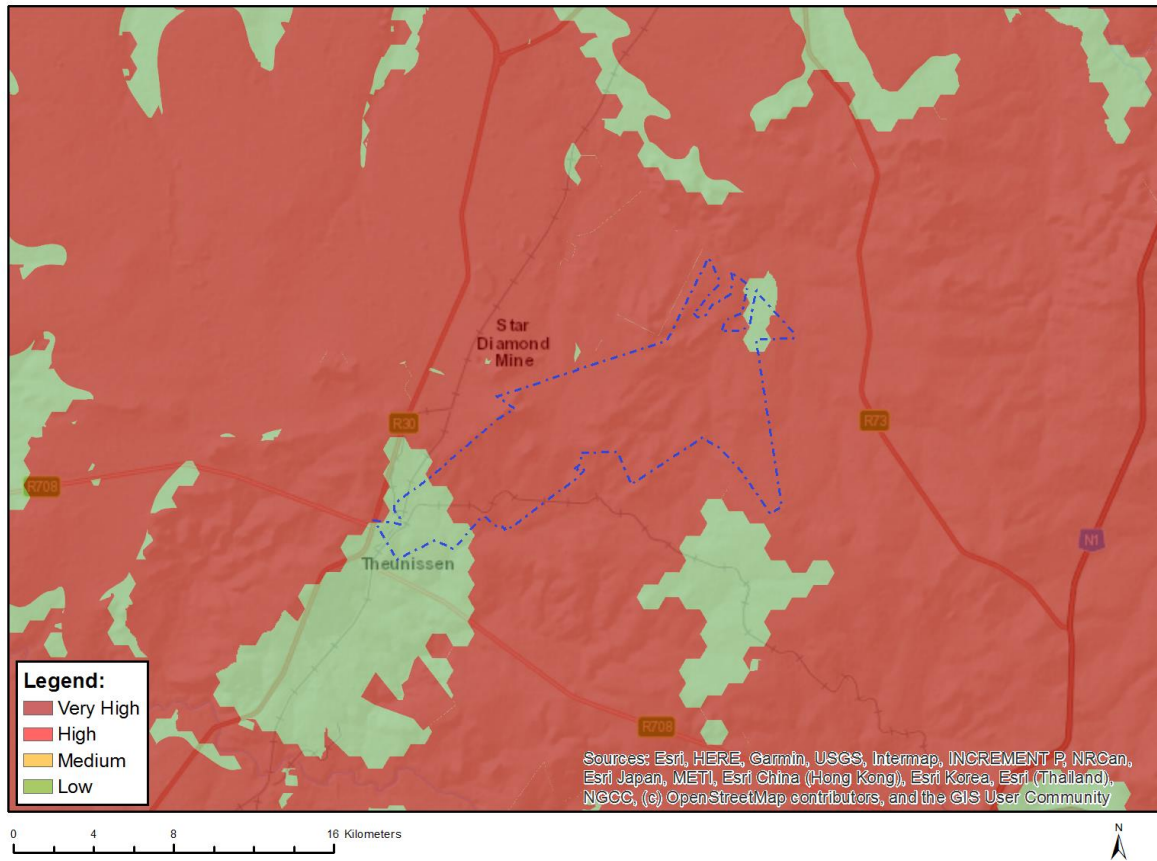 Star
Diamond
Mine
R30
R73
R708
N1
Theunissen
R708
Legend:
Very High
High
Medium
Low
Sources: Esri, HERE, Garmin, USGS, Intermap, INCREMENT P, NRCan,
Esri Japan, METI, Esri China (Hong Kong), Esri Korea, Esri (Thailand),
NGCC, (c) OpenStreetMap contributors, and the GIS User Community
0 4 8 16 Kilometers
N